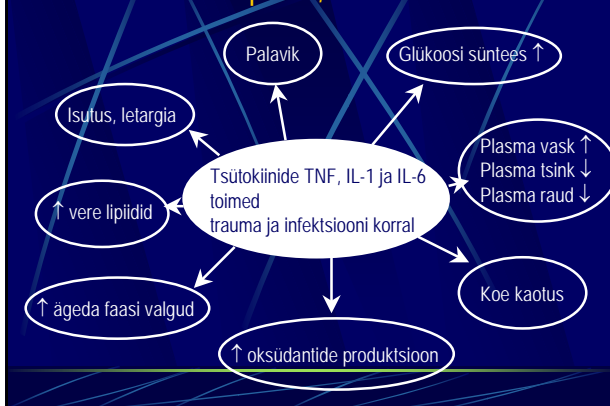 Palavik
Glükoosi süntees ↑
Isutus, letargia
Plasma vask ↑
Plasma tsink ↓
Plasma raud ↓
Tsütokiinide TNF, IL-1 ja IL-6
toimed
trauma ja infektsiooni korral
↑ vere lipiidid
↑ ägeda faasi valgud
Koe kaotus
↑ oksüdantide produktsioon